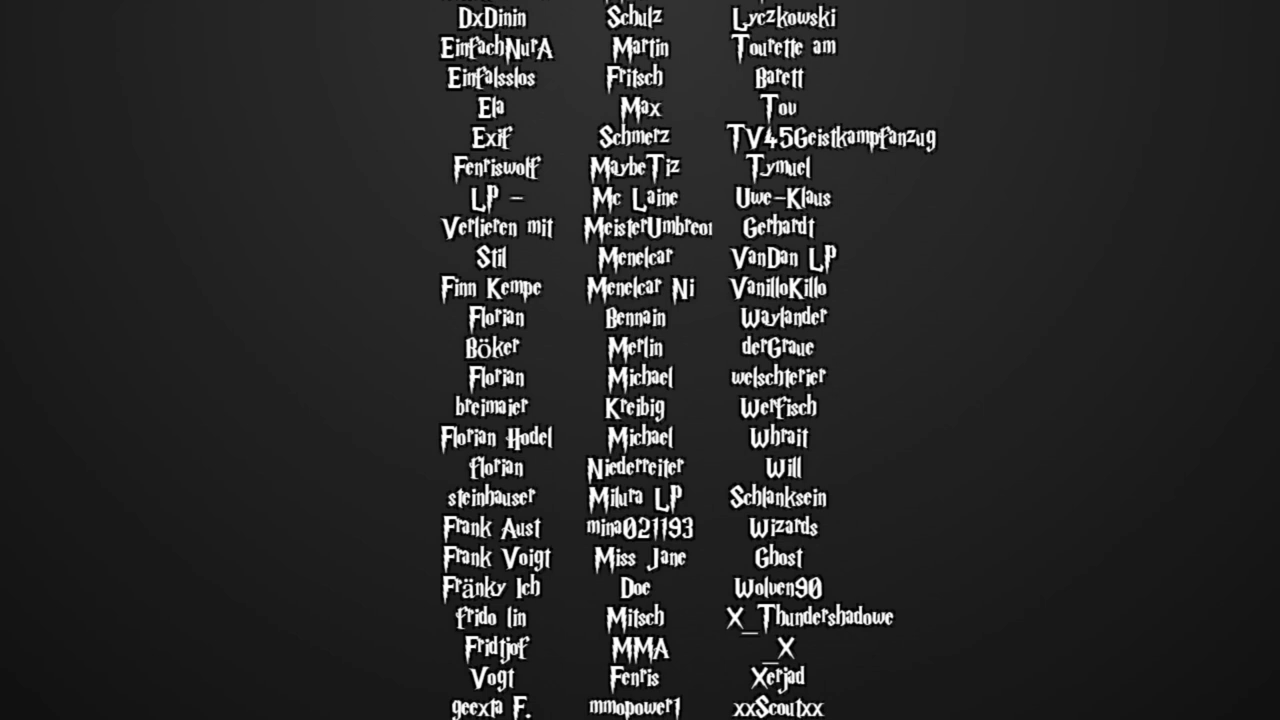 DxDinin
EinfachNurA
Einfalsslos
Ela
Exif
Fenriswolf
LP -
Verlieren mit
Stil
Finn Kempe
Florian
Böker
Florian
breimaier
Florian Hodel
florian
steinhauser
Frank Aust
Frank Voigt
Fränky Ich
frido lin
Fridtjof
Vogt
geexta F.
Schulz
Martin
Fritsch
Max
Schmerz
MaybeTiz
Mc Laine
MeisterUmbreon
Menelcar
Menelcar Ni
Bennain
Merlin
Michael
Kreibig
Michael
Niederreiter
Milura LP
mina021193
Miss Jane
Doe
Mitsch
MMA
Fenris
mmopower1
Lyczkowski
Tourette am
Barett
Tov
TV45Geistkampfanzug
Tymuel
Uwe-Klaus
Gerhardt
VanDan LP
VanilloKillo
Waylander
derGraue
welschterier
Werfisch
Whrait
Will
Schlanksein
Wizards
Ghost
Wolven90
X_Thundershadowe
_X
Xerjad
xxScoutxx